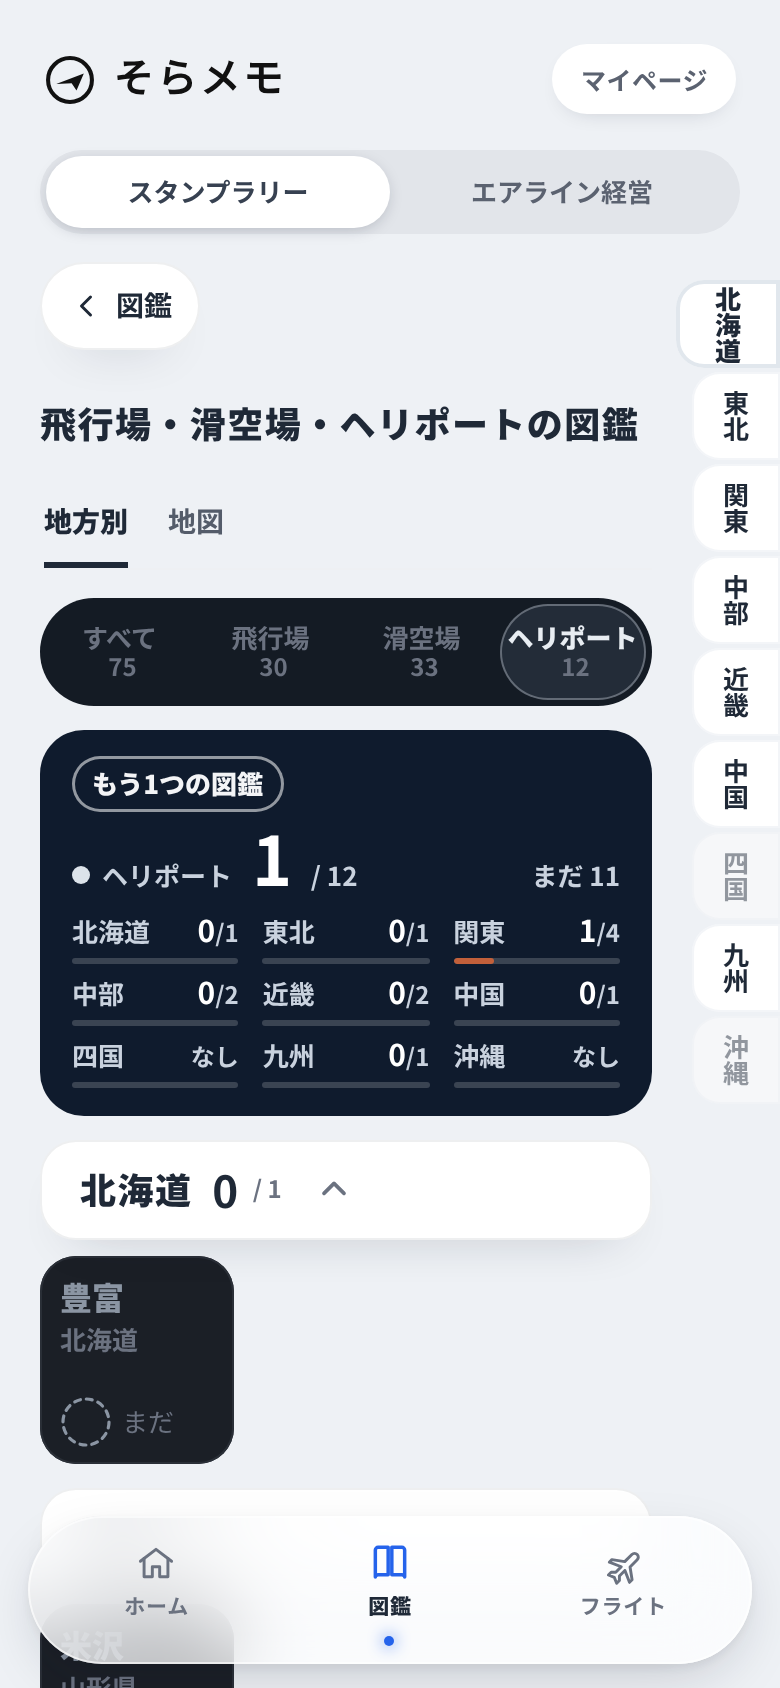 そらメモ
マイページ
スタンプラリー
エアライン経営
図鑑
飛行場・滑空場・ヘリポートの図鑑
地方別
地図
すべて
75
飛行場
30
滑空場
33
ヘリポート
12
もう1つの図鑑
ヘリポート 1 / 12
まだ 11
北海道 0/1
東北 0/1
関東 1/4
中部 0/2
近畿 0/2
中国 0/1
四国 なし
九州 0/1
沖縄 なし
北海道 0 / 1
豊富
北海道
まだ
米沢
山形県
北海道
東北
関東
中部
近畿
中国
四国
九州
沖縄
ホーム
図鑑
フライト